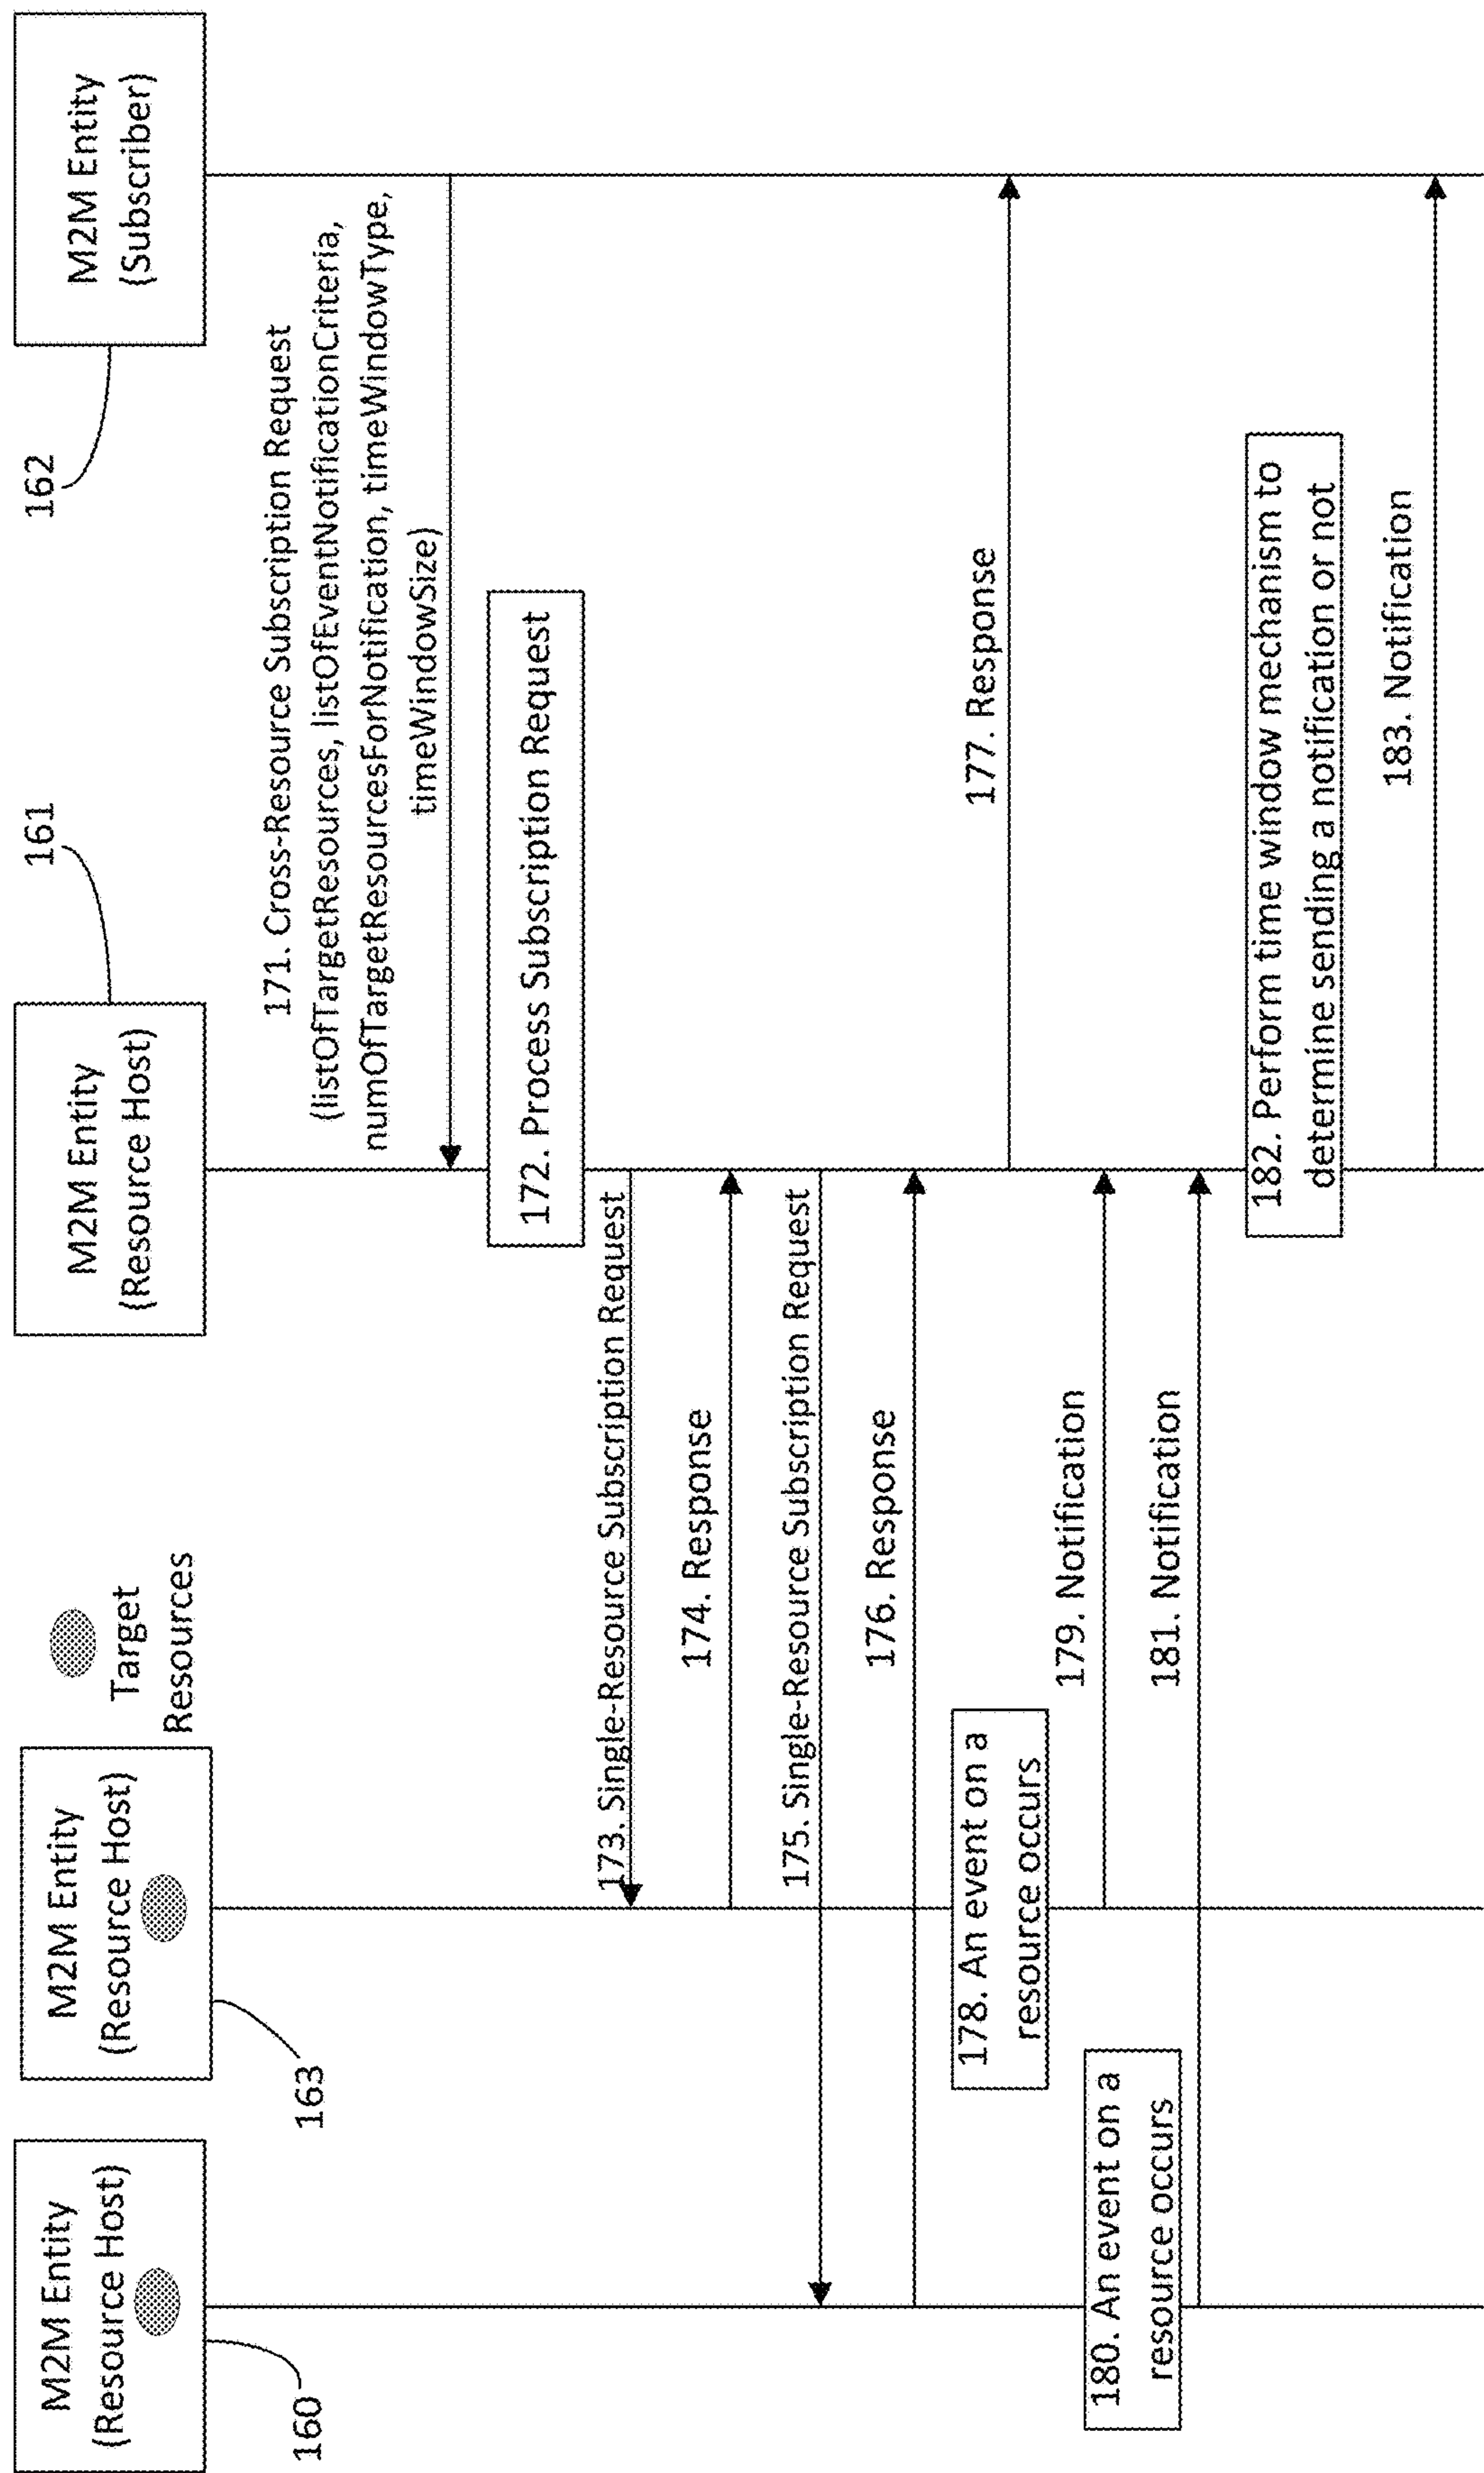 M2M Entity
(Resource Host)
160
M2M Entity
(Resource Host)
163
Target
Resources
M2M Entity
(Resource Host)
161
M2M Entity
(Subscriber)
162
171. Cross-Resource Subscription Request
(listOfTargetResources, listOfEventNotificationCriteria,
numOfTargetResourcesForNotification, timeWindowType,
timeWindowSize)
172. Process Subscription Request
173. Single-Resource Subscription Request
174. Response
175. Single-Resource Subscription Request
176. Response
177. Response
178. An event on a
resource occurs
179. Notification
180. An event on a
resource occurs
181. Notification
182. Perform time window mechanism to
determine sending a notification or not
183. Notification